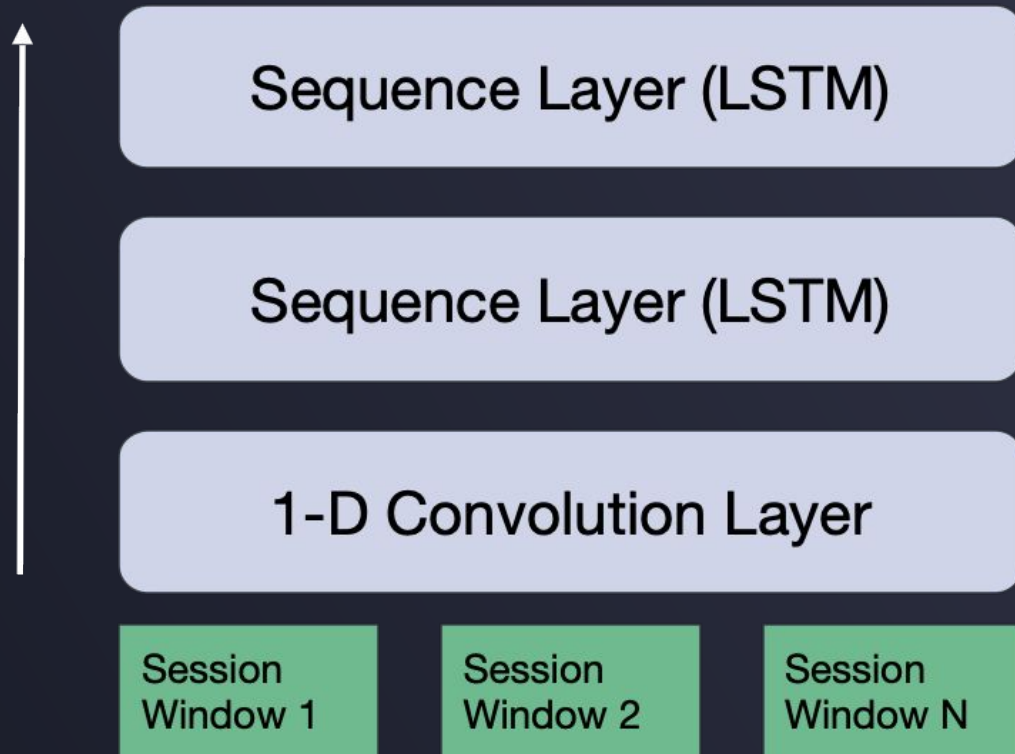 Sequence Layer (LSTM)
Sequence Layer (LSTM)
1-D Convolution Layer
Session
Window 1
Session
Window 2
Session
Window N